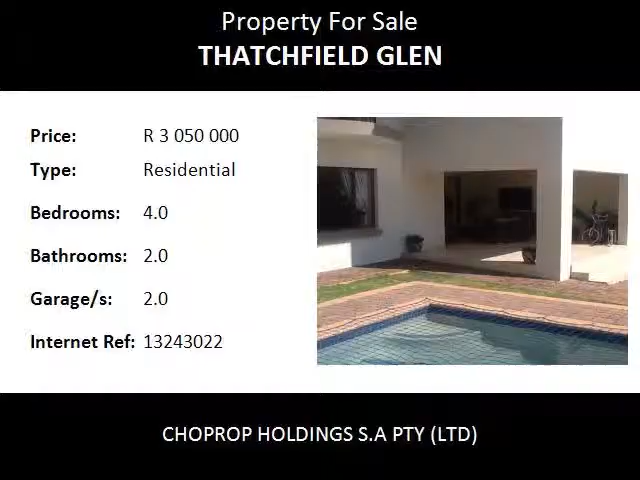 Property For Sale
THATCHFIELD GLEN
Price: R 3 050 000
Type: Residential
Bedrooms: 4.0
Bathrooms: 2.0
Garage/s: 2.0
Internet Ref: 13243022
CHOPROP HOLDINGS S.A PTY (LTD)